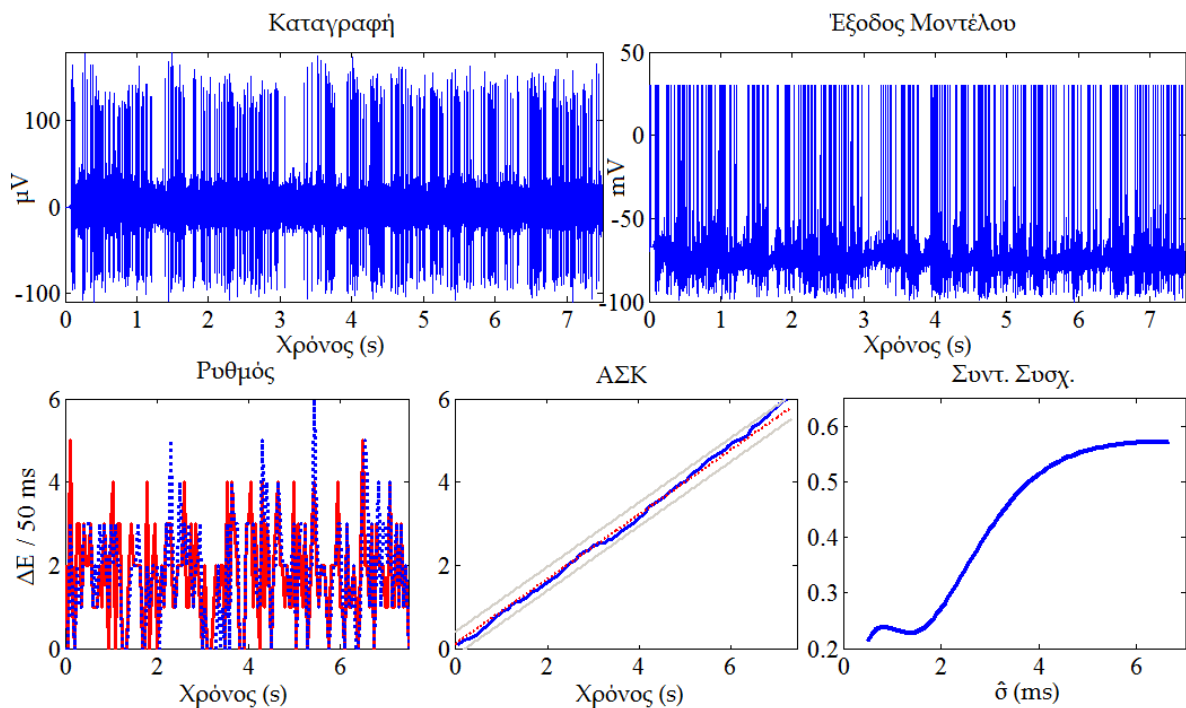 Καταγραφή
Έξοδος Μοντέλου
μV
100
0
-100
0 1 2 3 4 5 6 7
Χρόνος (s)
mV
50
0
-50
-100
0 1 2 3 4 5 6 7
Χρόνος (s)
Ρυθμός
ΑΣΚ
Συντ. Συσχ.
ΔΕ / 50 ms
6
4
2
0
0 2 4 6
Χρόνος (s)
6
4
2
0
0 2 4 6
Χρόνος (s)
0.6
0.5
0.4
0.3
0.2
0 2 4 6
σ̂ (ms)